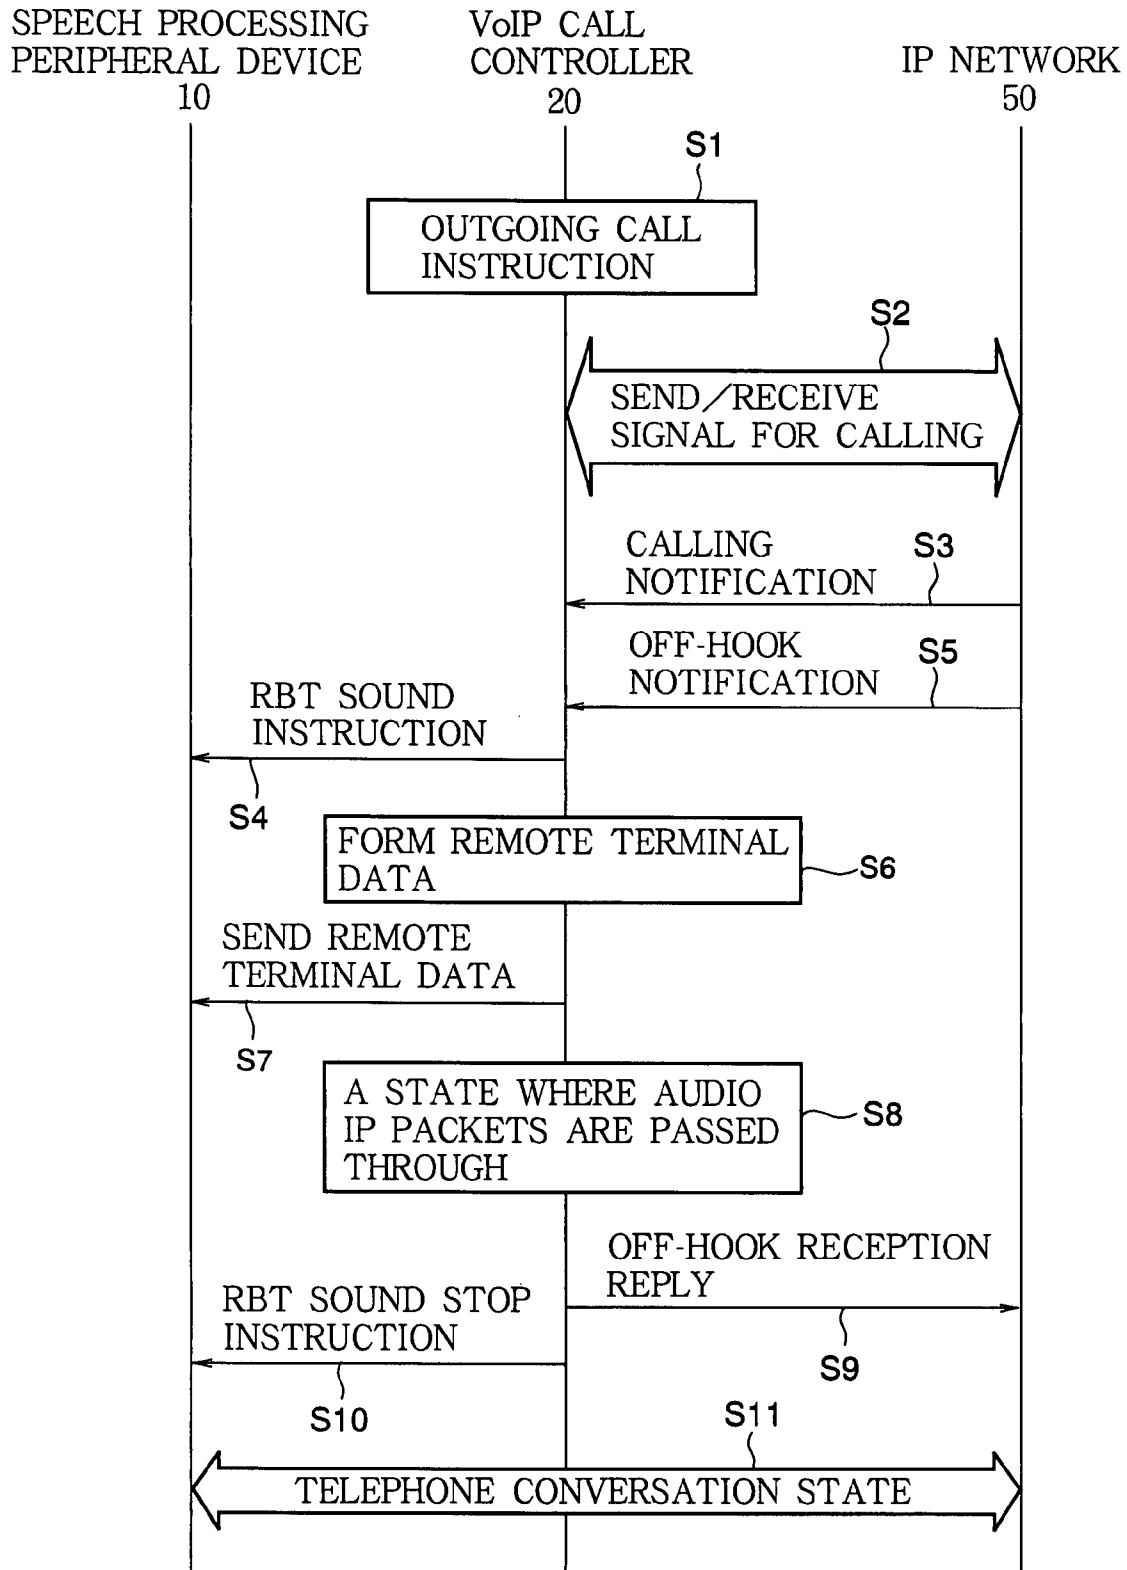 SPEECH PROCESSING
PERIPHERAL DEVICE
10
VoIP CALL
CONTROLLER
20
IP NETWORK
50
S1
OUTGOING CALL
INSTRUCTION
S2
SEND/RECEIVE
SIGNAL FOR CALLING
CALLING
NOTIFICATION
S3
OFF-HOOK
NOTIFICATION
S5
RBT SOUND
INSTRUCTION
S4
FORM REMOTE TERMINAL
DATA
S6
SEND REMOTE
TERMINAL DATA
S7
A STATE WHERE AUDIO
IP PACKETS ARE PASSED
THROUGH
S8
OFF-HOOK RECEPTION
REPLY
S9
RBT SOUND STOP
INSTRUCTION
S10
S11
TELEPHONE CONVERSATION STATE